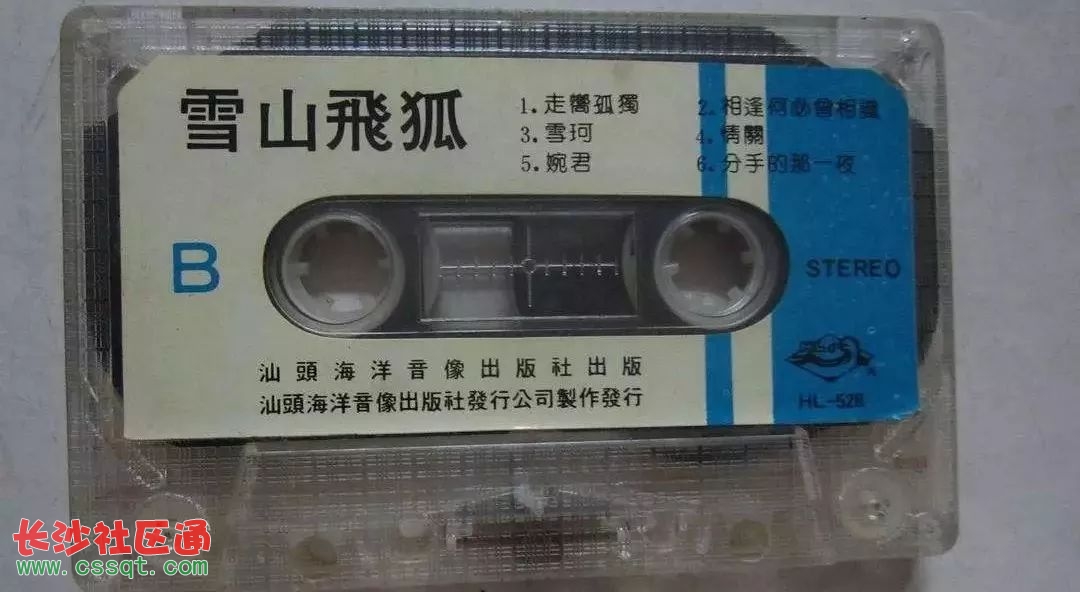 雪山飛狐
1. 走嚮孤獨
2. 相逢何必曾相識
3. 雪珂
4. 情關
5. 婉君
6. 分手的那一夜
B
STEREO
汕頭海洋音像出版社出版
汕頭海洋音像出版社發行公司製作發行
长沙社区通
www.cssqt.com